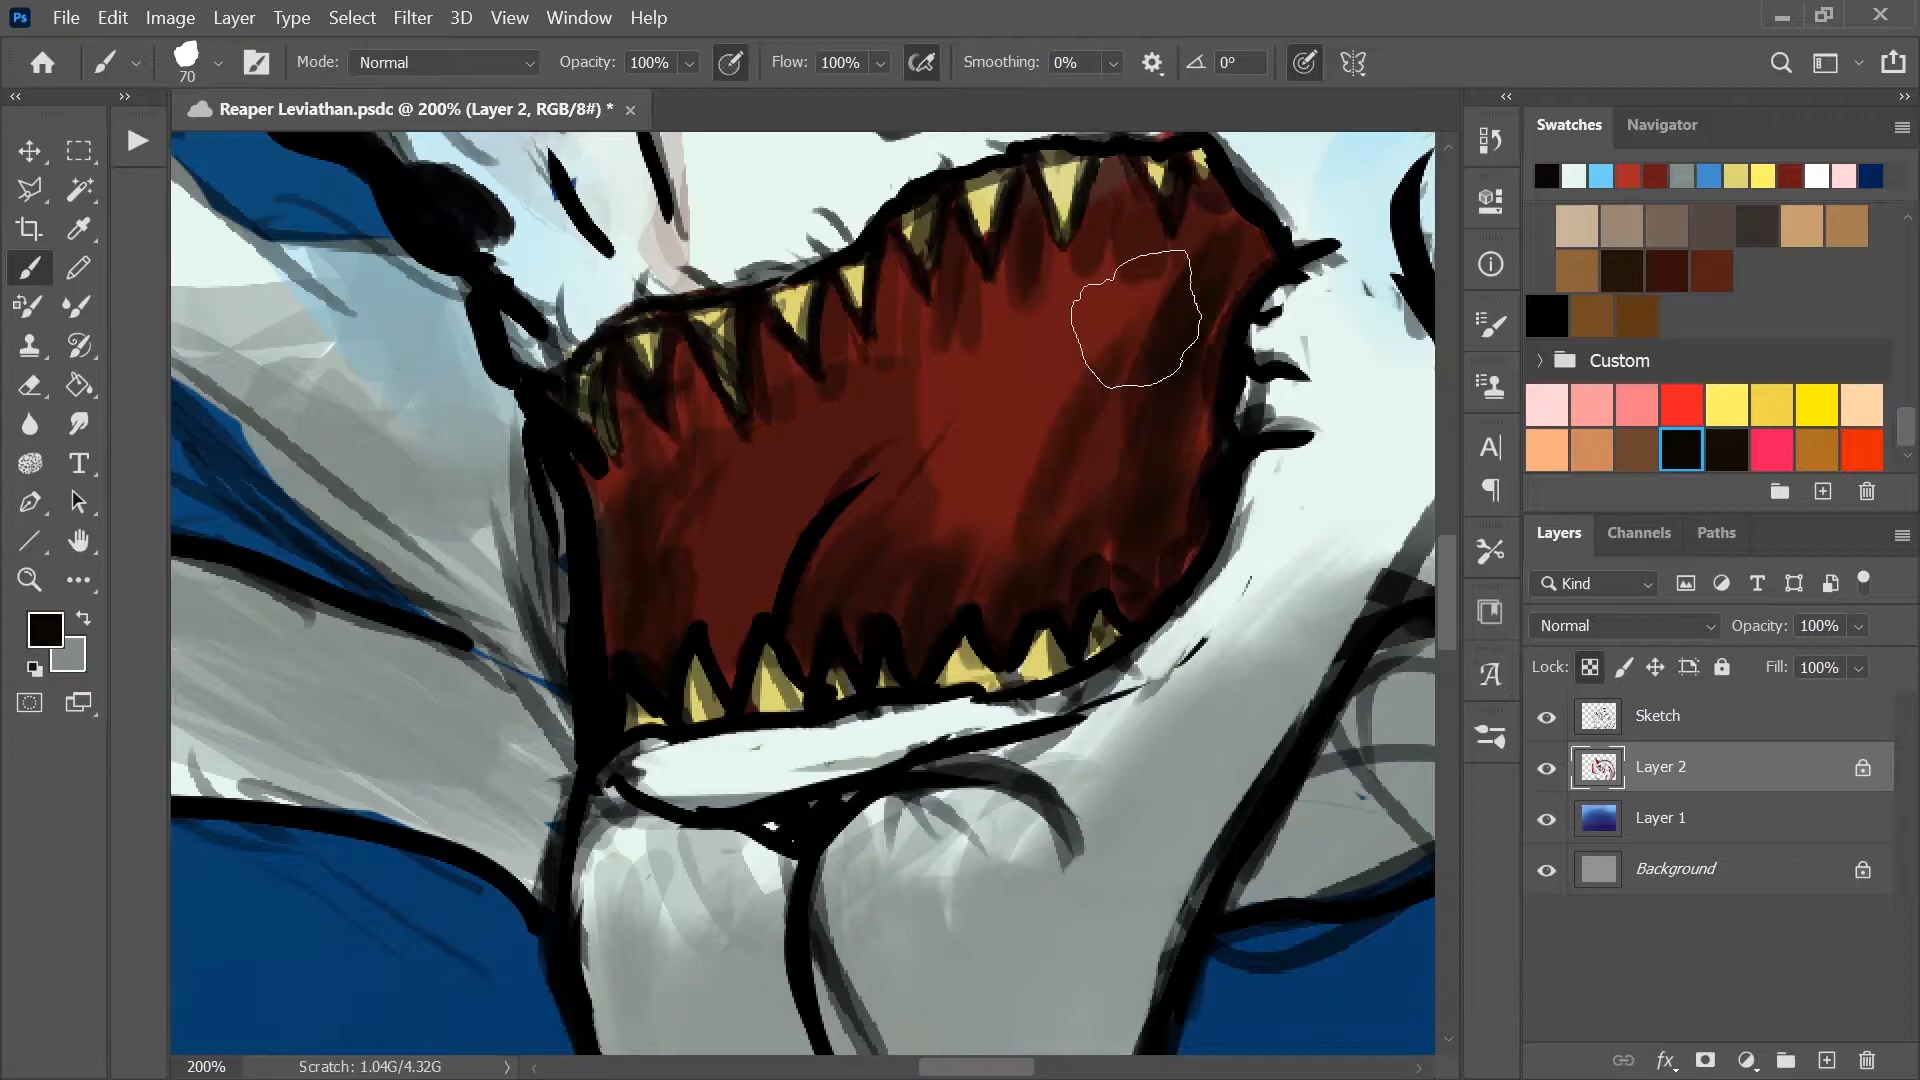 Ps File Edit Image Layer Type Select Filter 3D View Window Help
70 Mode: Normal Opacity: 100% Flow: 100% Smoothing: 0% 0°
Reaper Leviathan.psdc @ 200% (Layer 2, RGB/8#) *
Swatches Navigator
Custom
Layers Channels Paths
Kind
Normal Opacity: 100%
Lock: Fill: 100%
Sketch
Layer 2
Layer 1
Background
200% Scratch: 1.04G/4.32G